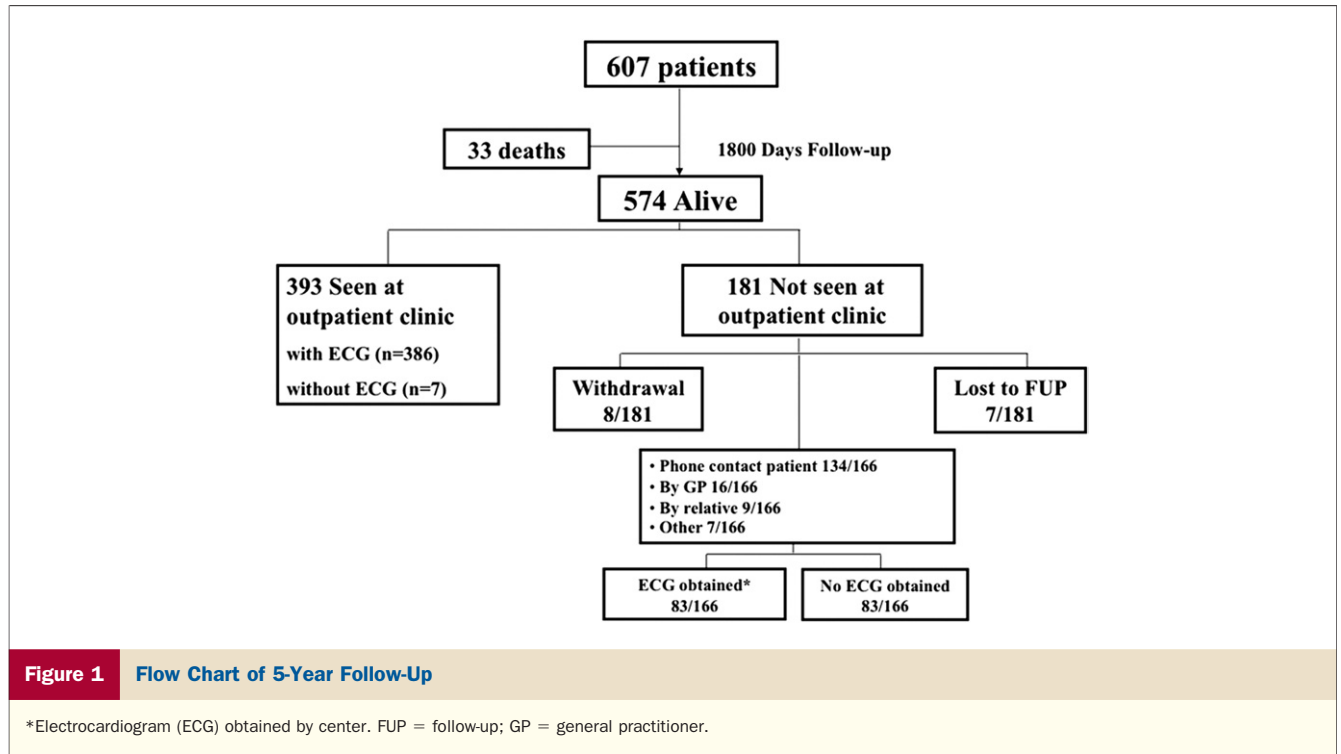 607 patients
33 deaths
1800 Days Follow-up
574 Alive
393 Seen at
outpatient clinic
with ECG (n=386)
without ECG (n=7)
181 Not seen at
outpatient clinic
Withdrawal
8/181
Lost to FUP
7/181
• Phone contact patient 134/166
• By GP 16/166
• By relative 9/166
• Other 7/166
ECG obtained*
83/166
No ECG obtained
83/166
Figure 1 Flow Chart of 5-Year Follow-Up
*Electrocardiogram (ECG) obtained by center. FUP = follow-up; GP = general practitioner.